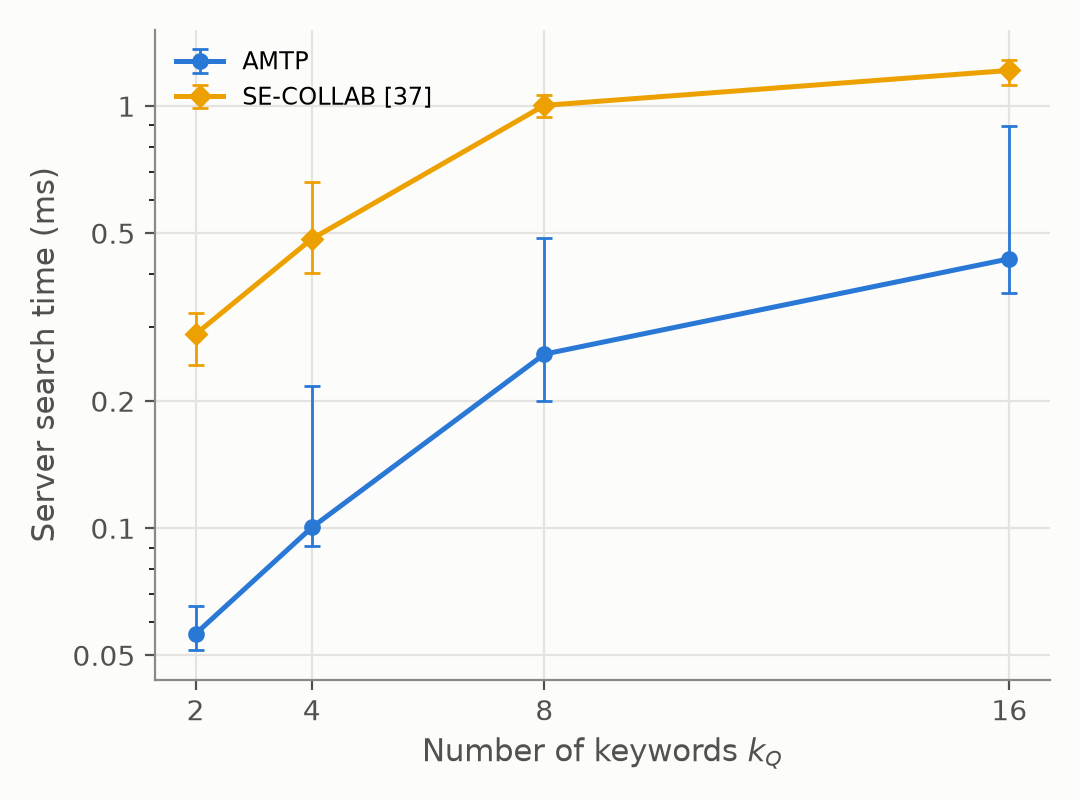 AMTP
SE-COLLAB [37]
Server search time (ms)
1
0.5
0.2
0.1
0.05
2 4 8 16
Number of keywords k_Q